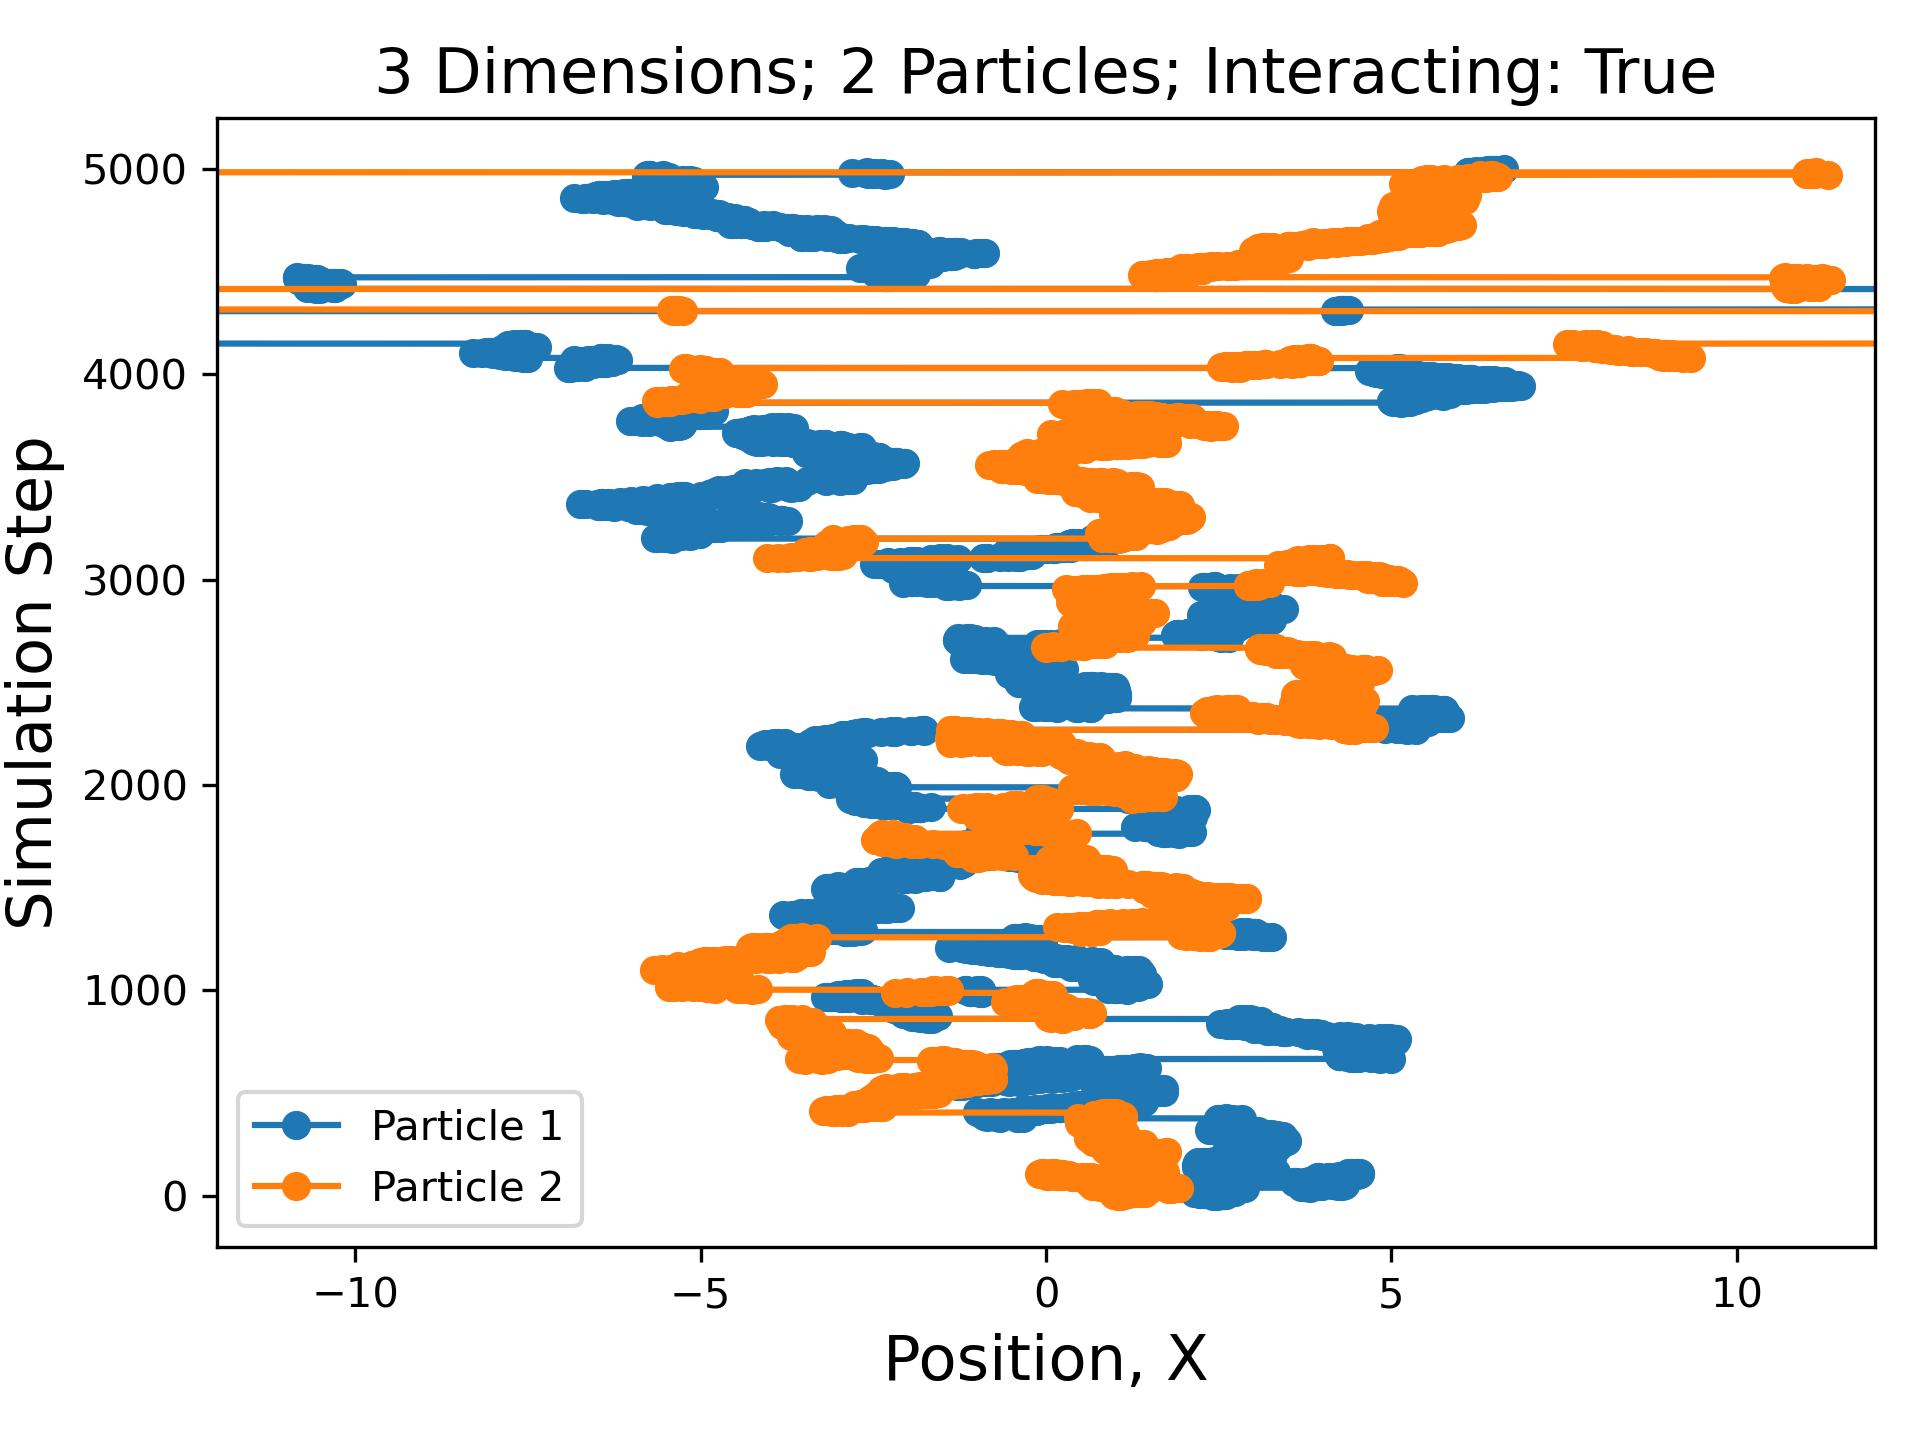 3 Dimensions; 2 Particles; Interacting: True
Simulation Step
5000
4000
3000
2000
1000
0
Particle 1
Particle 2
−10
−5
0
5
10
Position, X